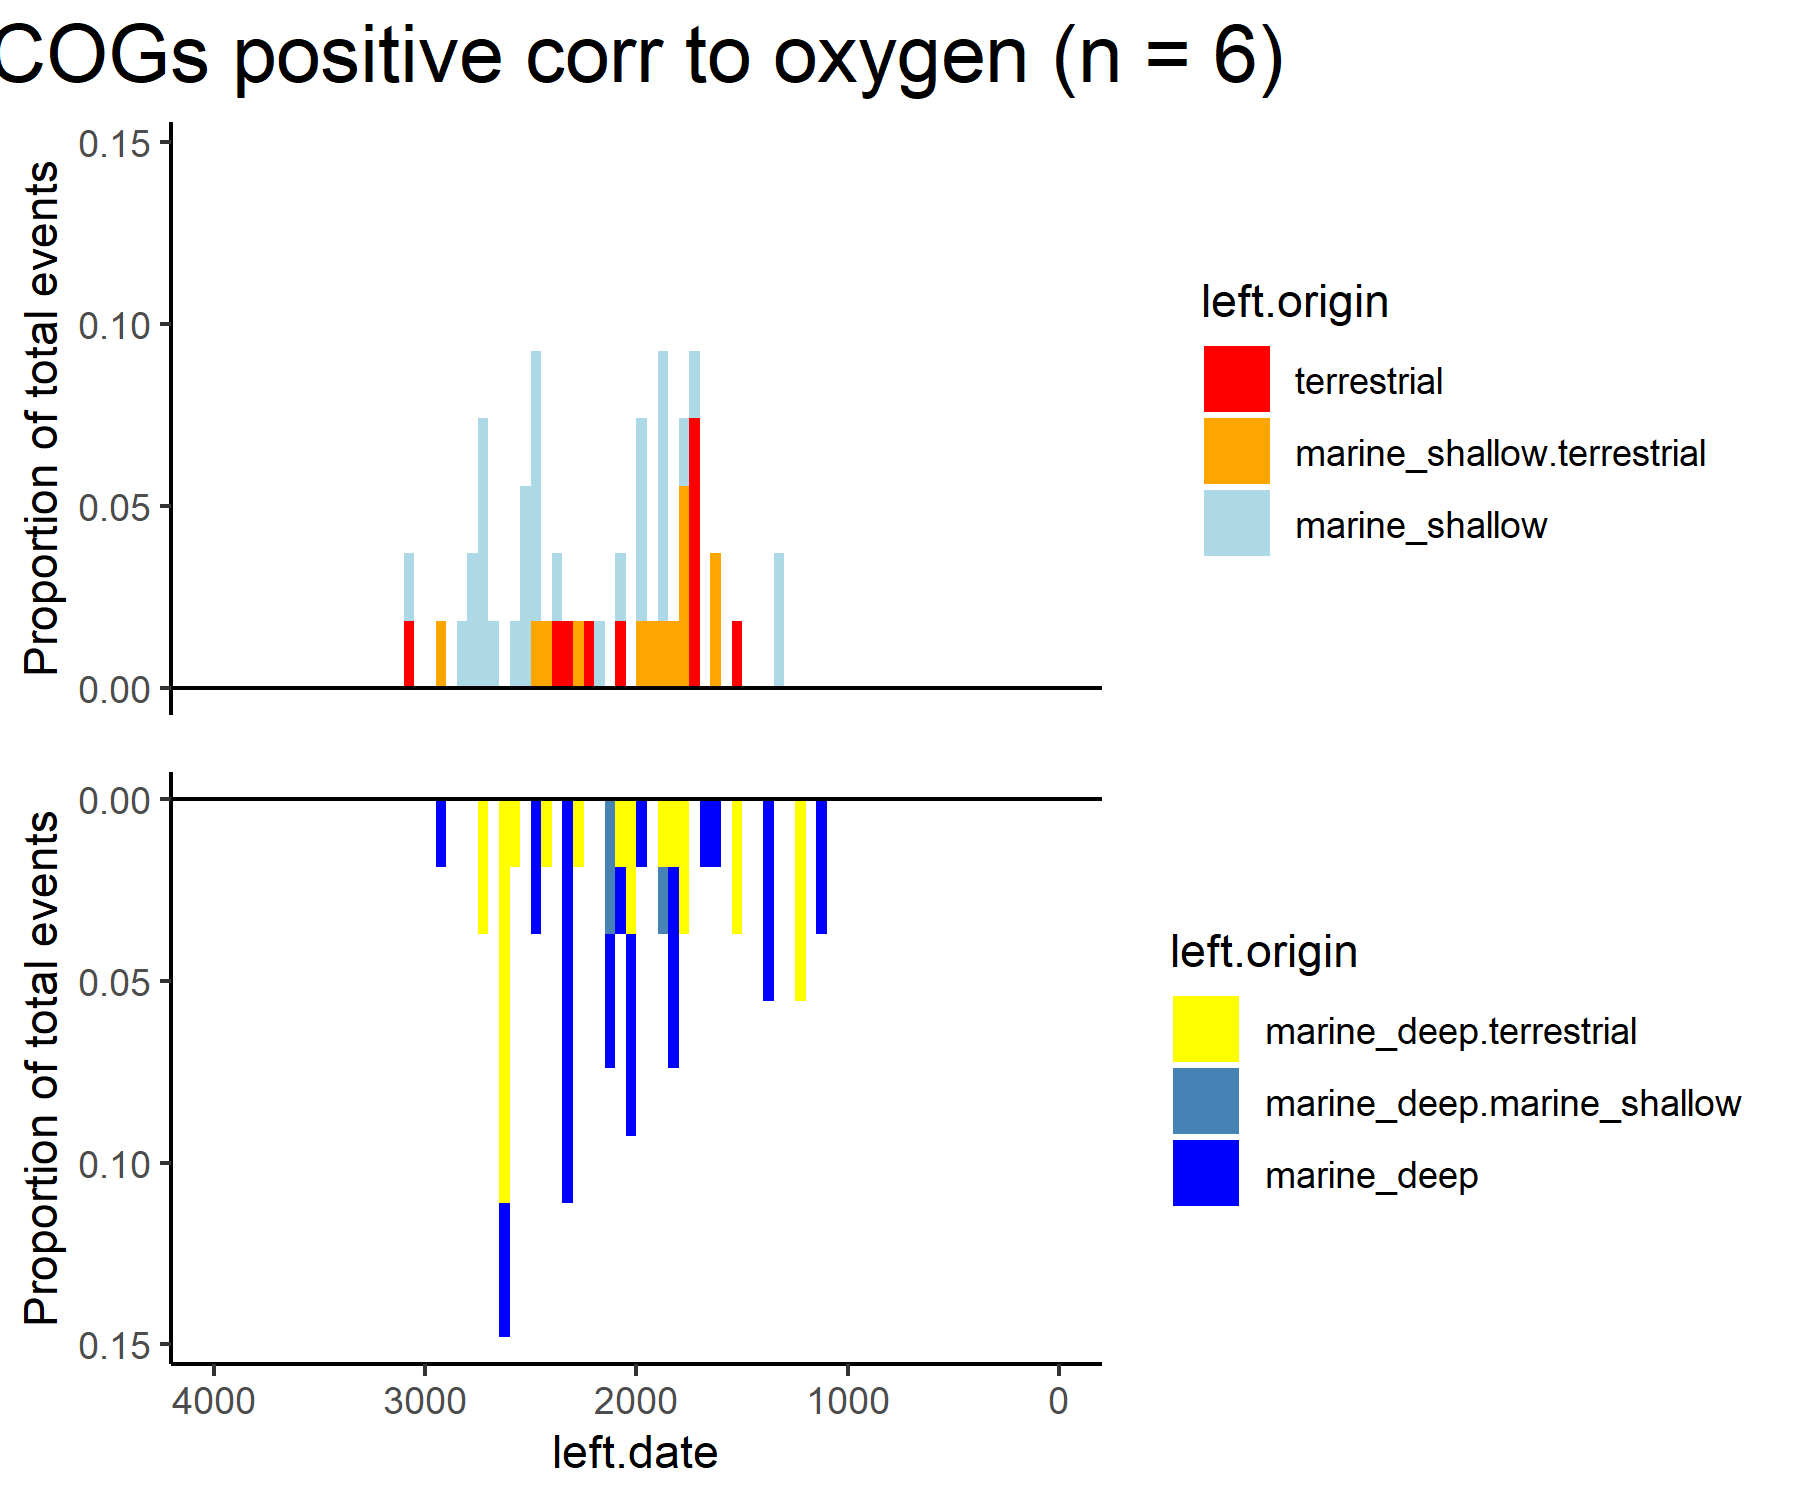 COGs positive corr to oxygen (n = 6)
Proportion of total events
0.15
0.10
0.05
0.00
left.origin
terrestrial
marine_shallow.terrestrial
marine_shallow
Proportion of total events
0.00
0.05
0.10
0.15
4000 3000 2000 1000 0
left.date
left.origin
marine_deep.terrestrial
marine_deep.marine_shallow
marine_deep